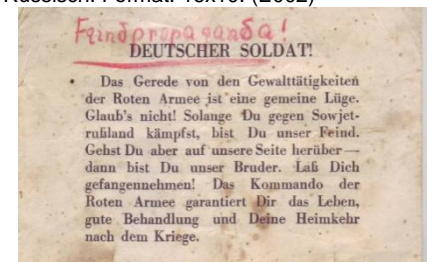 Russisch. Format: 15x10. (2002)
Feindpropaganda!
DEUTSCHER SOLDAT!
• Das Gerede von den Gewalttätigkeiten
der Roten Armee ist eine gemeine Lüge.
Glaub's nicht! Solange Du gegen Sowjet-
rußland kämpfst, bist Du unser Feind.
Gehst Du aber auf unsere Seite herüber—
dann bist Du unser Bruder. Laß Dich
gefangennehmen! Das Kommando der
Roten Armee garantiert Dir das Leben,
gute Behandlung und Deine Heimkehr
nach dem Kriege.